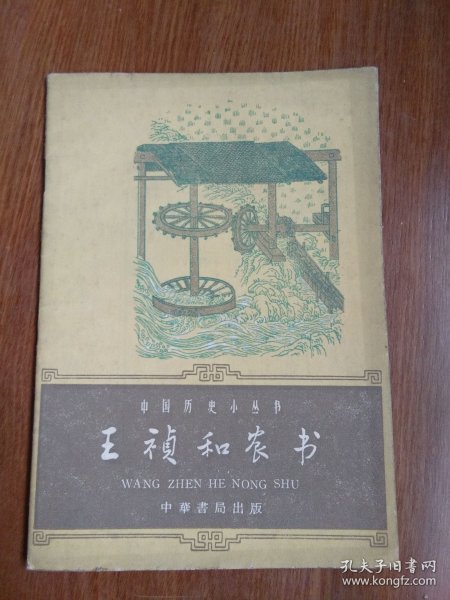 中国历史小丛书
王禎和农书
WANG ZHEN HE NONG SHU
中華書局出版
孔夫子旧书网
www.kongfz.com